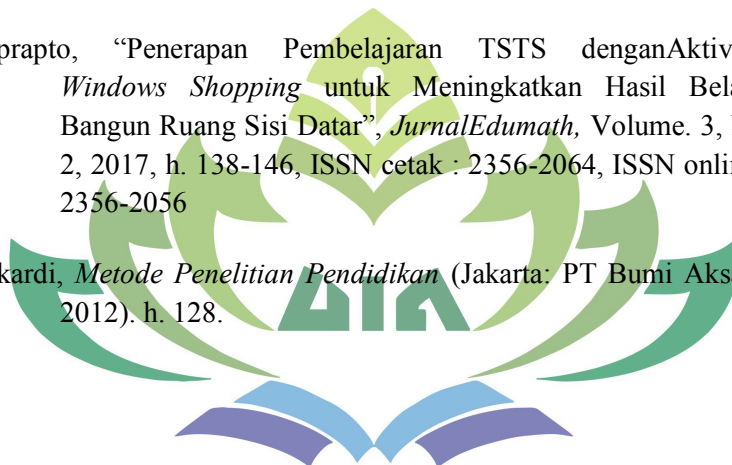 prapto, “Penerapan Pembelajaran TSTS denganAktiv
Windows Shopping untuk Meningkatkan Hasil Bela
Bangun Ruang Sisi Datar”, JurnalEdumath, Volume. 3,
2, 2017, h. 138-146, ISSN cetak : 2356-2064, ISSN onlin
2356-2056
kardi, Metode Penelitian Pendidikan (Jakarta: PT Bumi Aksa
2012). h. 128.